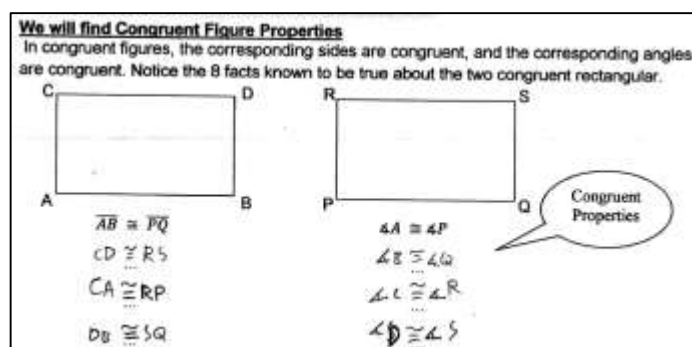 We will find Congruent Figure Properties
In congruent figures, the corresponding sides are congruent, and the corresponding angles
are congruent. Notice the 8 facts known to be true about the two congruent rectangular.
C D R S
A B P Q
Congruent
Properties
AB ≅ PQ ∡A ≅ ∡P
CD ≅ RS ∡B ≅ ∡Q
CA ≅ RP ∡C ≅ ∡R
DB ≅ SQ ∡D ≅ ∡S